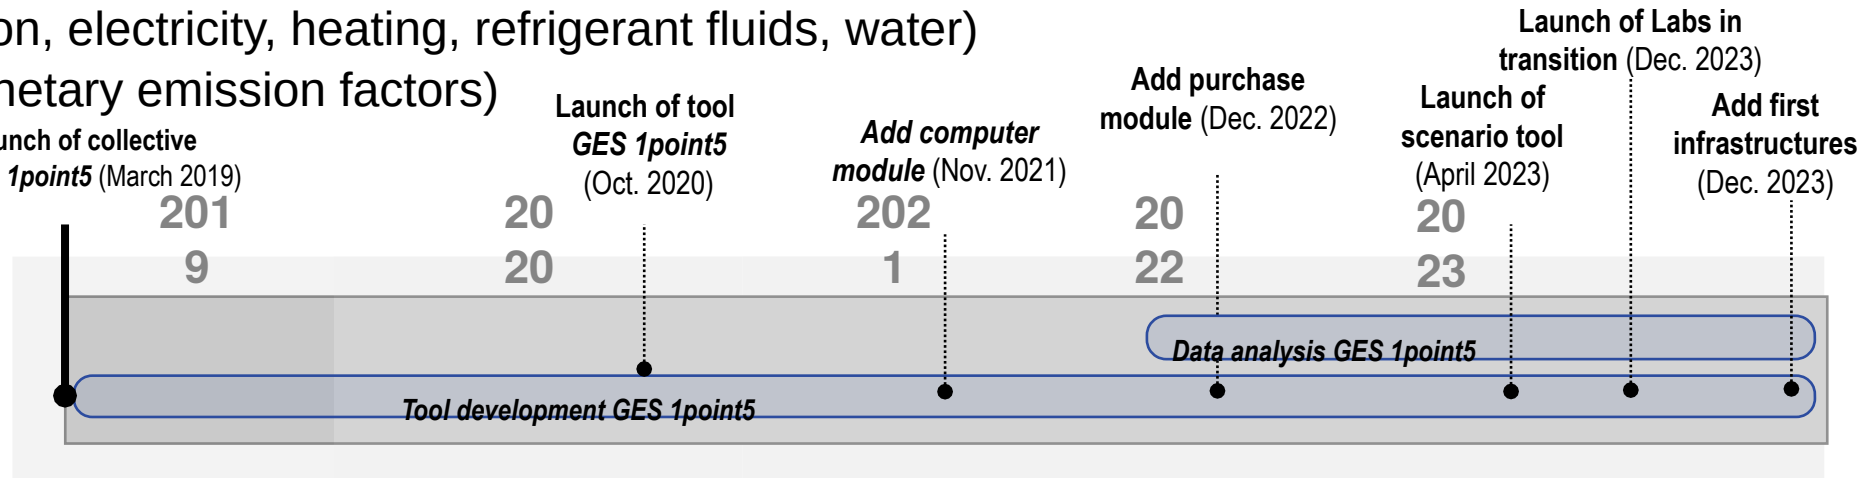 on, electricity, heating, refrigerant fluids, water)
netary emission factors)
unch of collective
1point5 (March 2019)
Launch of tool
GES 1point5
(Oct. 2020)
Add computer
module (Nov. 2021)
Add purchase
module (Dec. 2022)
Launch of
scenario tool
(April 2023)
Launch of Labs in
transition (Dec. 2023)
Add first
infrastructures
(Dec. 2023)
201
9
20
20
202
1
20
22
20
23
Data analysis GES 1point5
Tool development GES 1point5